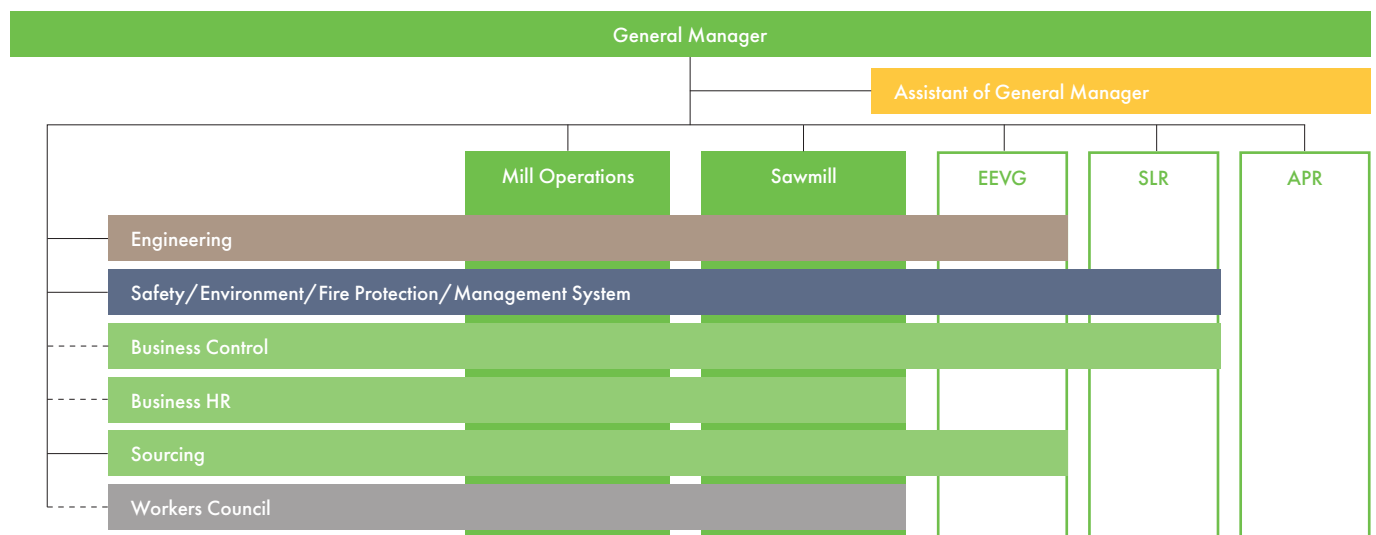 General Manager
Assistant of General Manager
Mill Operations
Sawmill
EEVG
SLR
APR
Engineering
Safety/Environment/Fire Protection/Management System
Business Control
Business HR
Sourcing
Workers Council